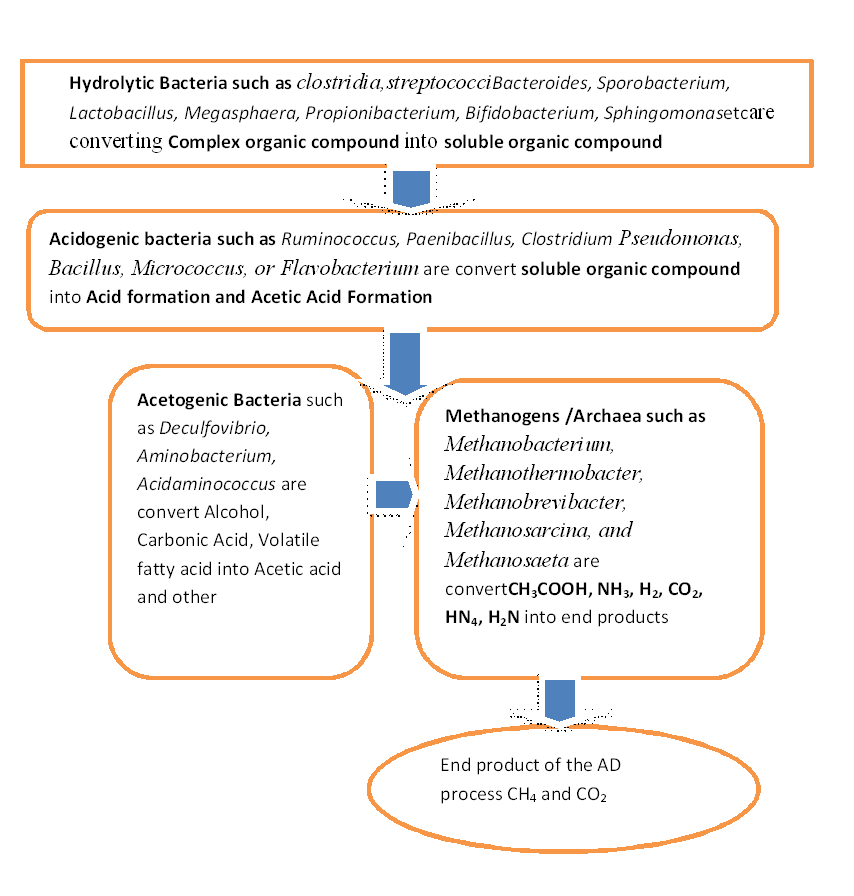 Hydrolytic Bacteria such as clostridia,streptococciBacteroides, Sporobacterium,
Lactobacillus, Megasphaera, Propionibacterium, Bifidobacterium, Sphingomonasetcare
converting Complex organic compound into soluble organic compound
Acidogenic bacteria such as Ruminococcus, Paenibacillus, Clostridium Pseudomonas,
Bacillus, Micrococcus, or Flavobacterium are convert soluble organic compound
into Acid formation and Acetic Acid Formation
Acetogenic Bacteria such
as Deculfovibrio,
Aminobacterium,
Acidaminococcus are
convert Alcohol,
Carbonic Acid, Volatile
fatty acid into Acetic acid
and other
Methanogens /Archaea such as
Methanobacterium,
Methanothermobacter,
Methanobrevibacter,
Methanosarcina, and
Methanosaeta are
convertCH₃COOH, NH₃, H₂, CO₂,
HN₄, H₂N into end products
End product of the AD
process CH₄ and CO₂